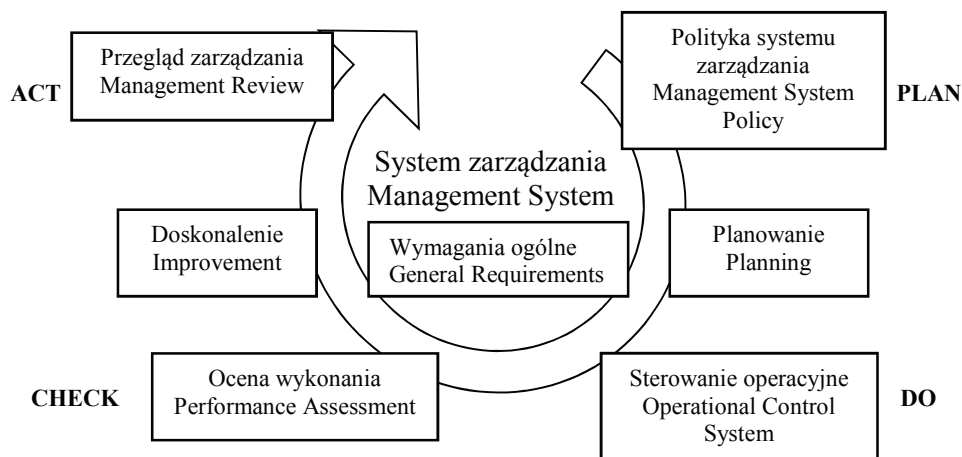 Przegląd zarządzania
Management Review
ACT
Polityka systemu
zarządzania
Management System
Policy
PLAN
System zarządzania
Management System
Wymagania ogólne
General Requirements
Doskonalenie
Improvement
Planowanie
Planning
CHECK
Ocena wykonania
Performance Assessment
Sterowanie operacyjne
Operational Control
System
DO